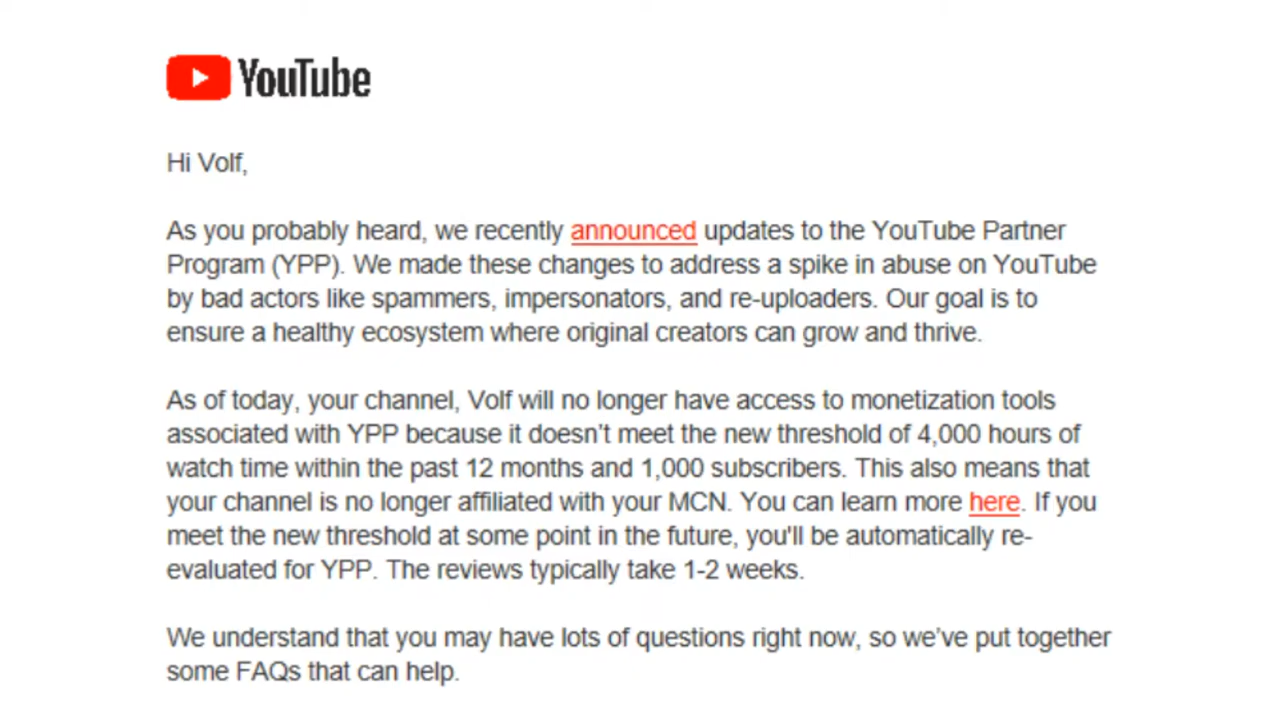 YouTube
Hi Volf,
As you probably heard, we recently announced updates to the YouTube Partner
Program (YPP). We made these changes to address a spike in abuse on YouTube
by bad actors like spammers, impersonators, and re-uploaders. Our goal is to
ensure a healthy ecosystem where original creators can grow and thrive.
As of today, your channel, Volf will no longer have access to monetization tools
associated with YPP because it doesn’t meet the new threshold of 4,000 hours of
watch time within the past 12 months and 1,000 subscribers. This also means that
your channel is no longer affiliated with your MCN. You can learn more here. If you
meet the new threshold at some point in the future, you'll be automatically re-
evaluated for YPP. The reviews typically take 1-2 weeks.
We understand that you may have lots of questions right now, so we’ve put together
some FAQs that can help.